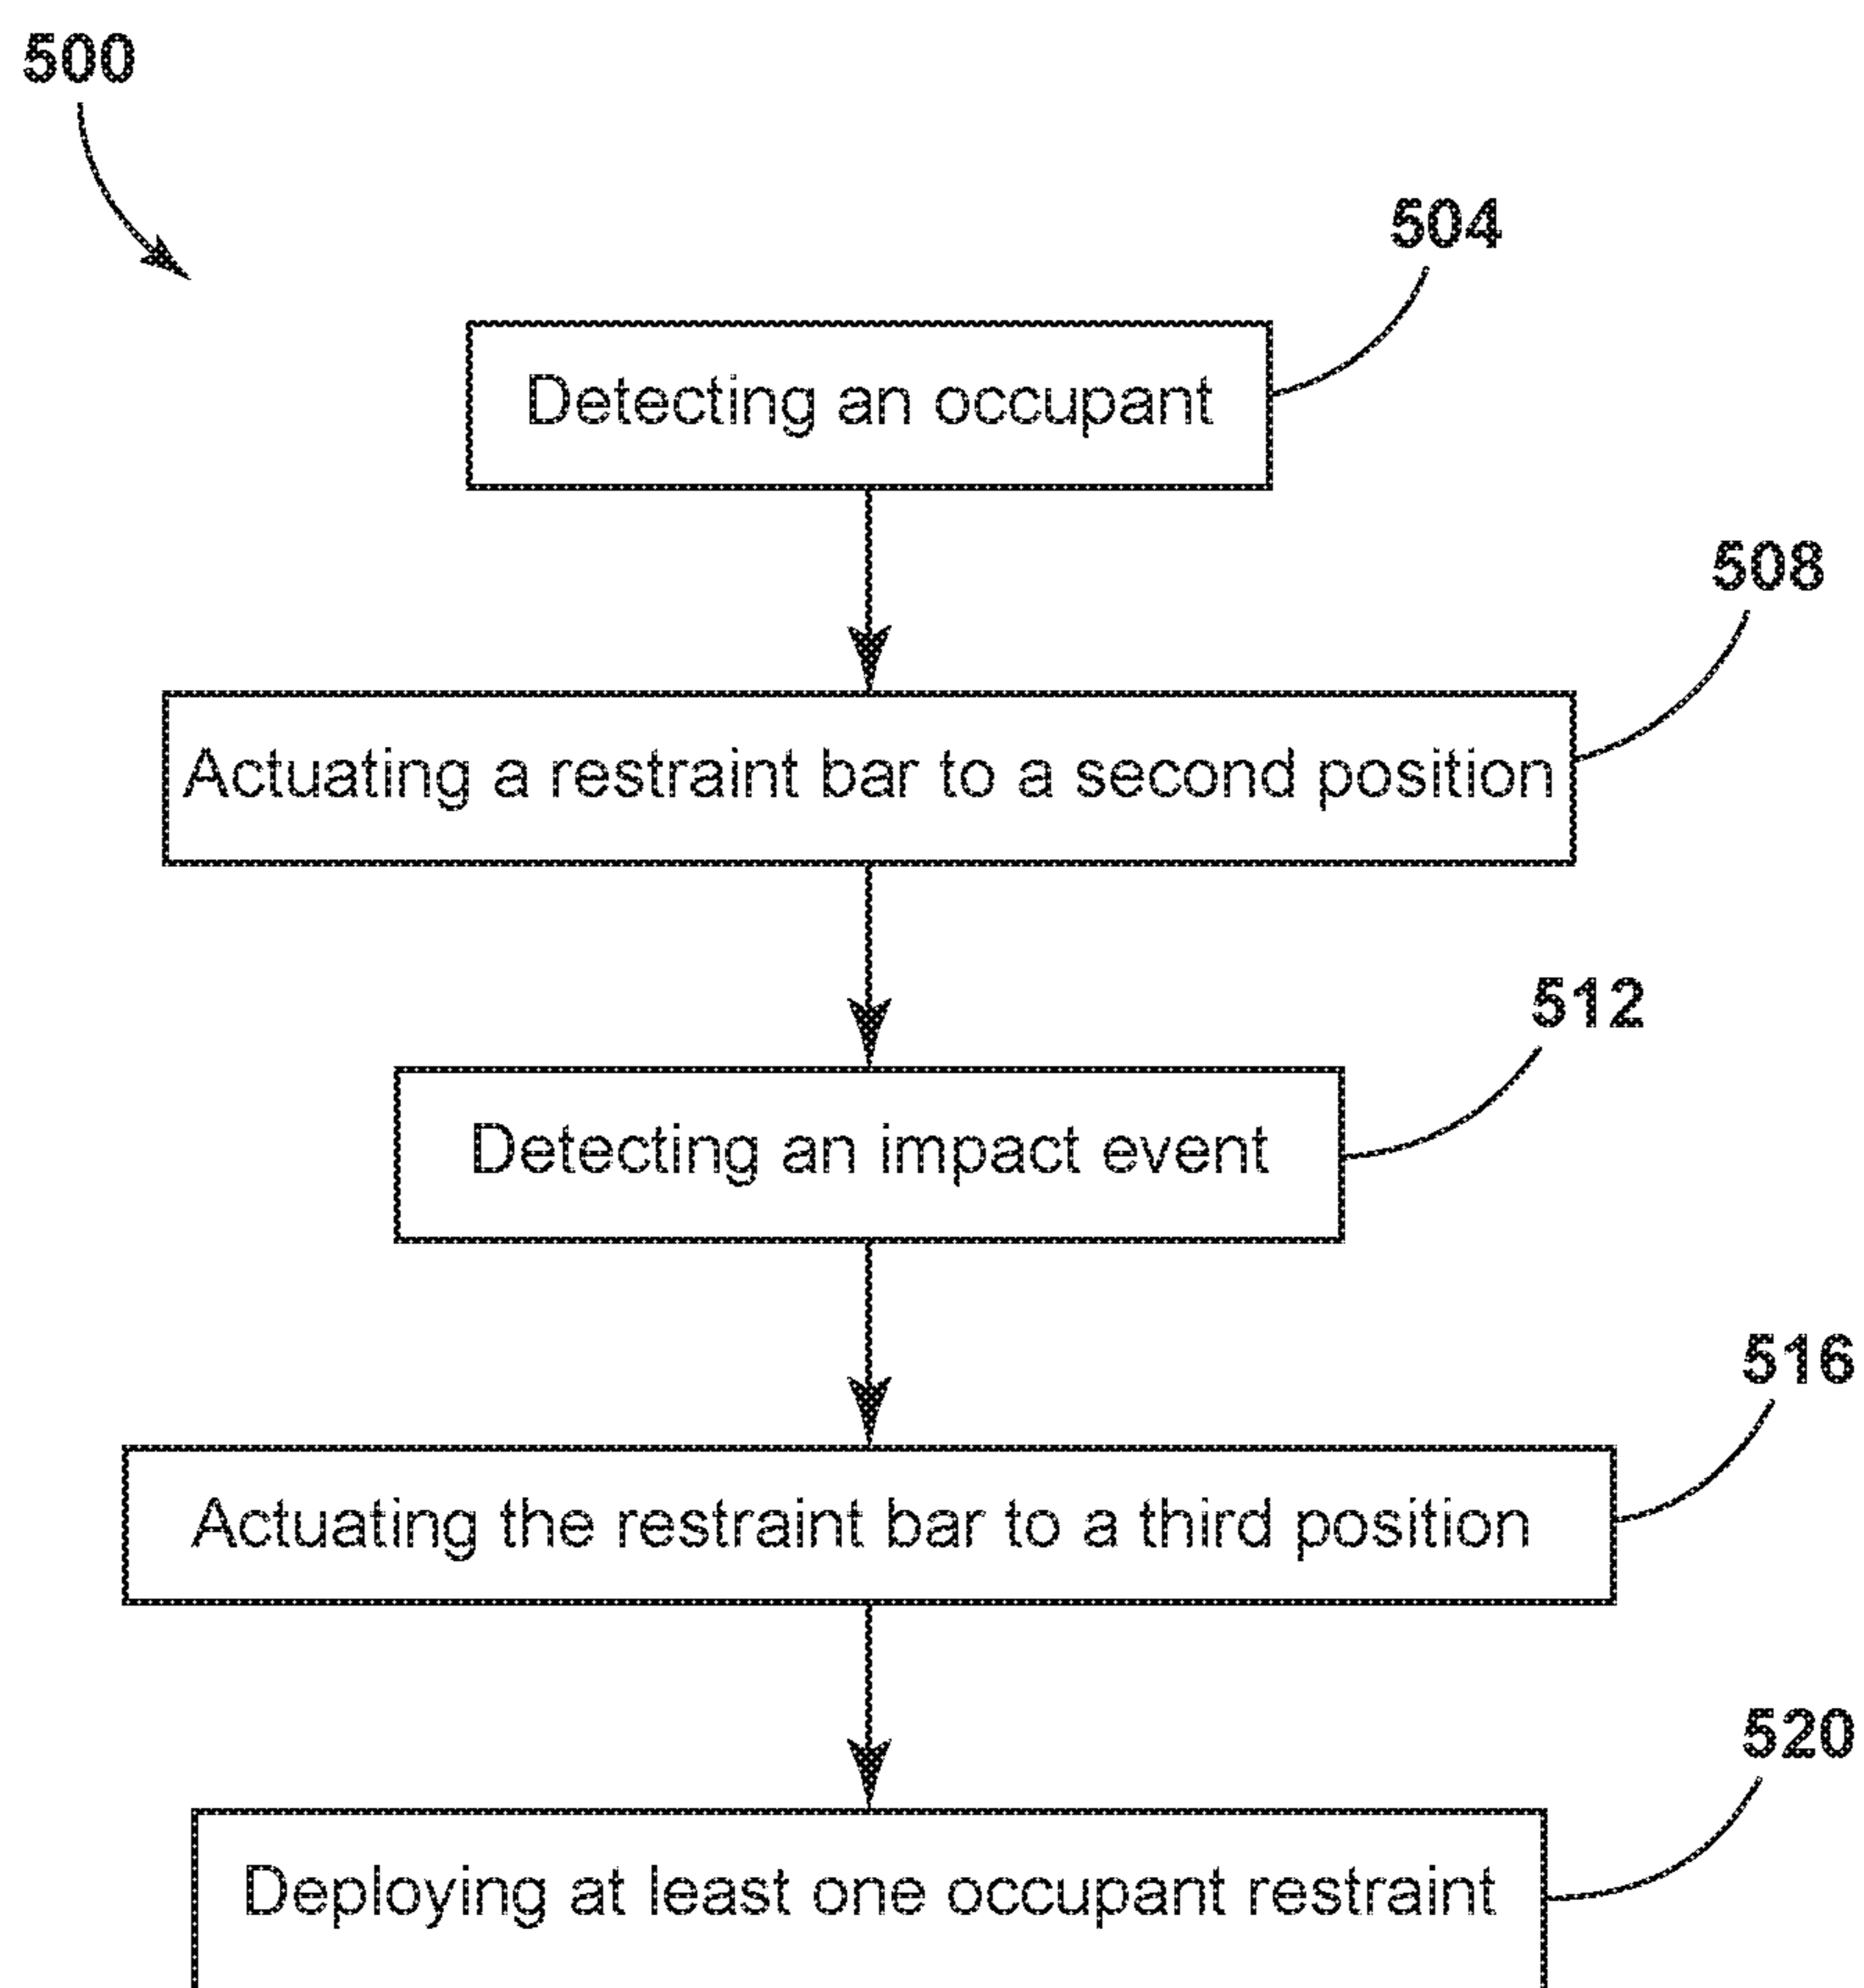 500
504
Detecting an occupant
508
Actuating a restraint bar to a second position
512
Detecting an impact event
516
Actuating the restraint bar to a third position
520
Deploying at least one occupant restraint